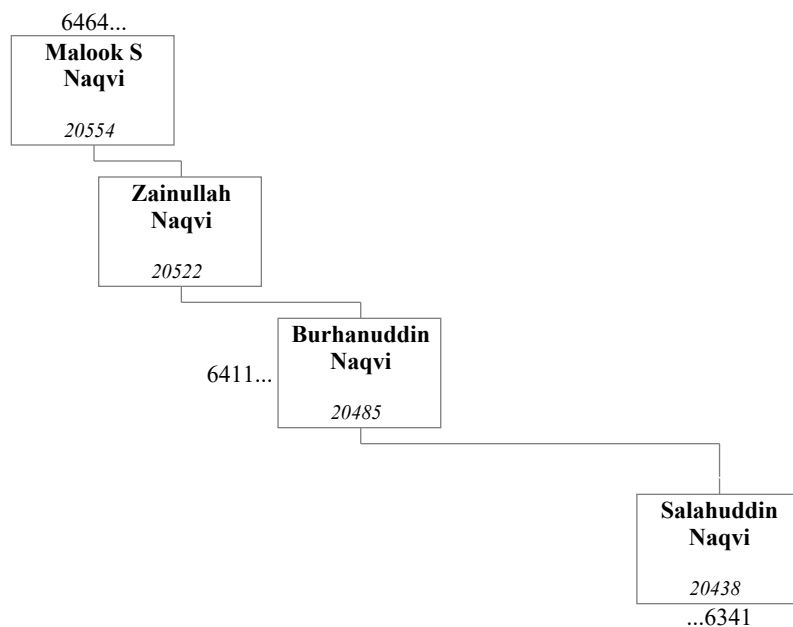 6464...
Malook S
Naqvi
20554
Zainullah
Naqvi
20522
Burhanuddin
Naqvi
6411...
20485
Salahuddin
Naqvi
20438
...6341